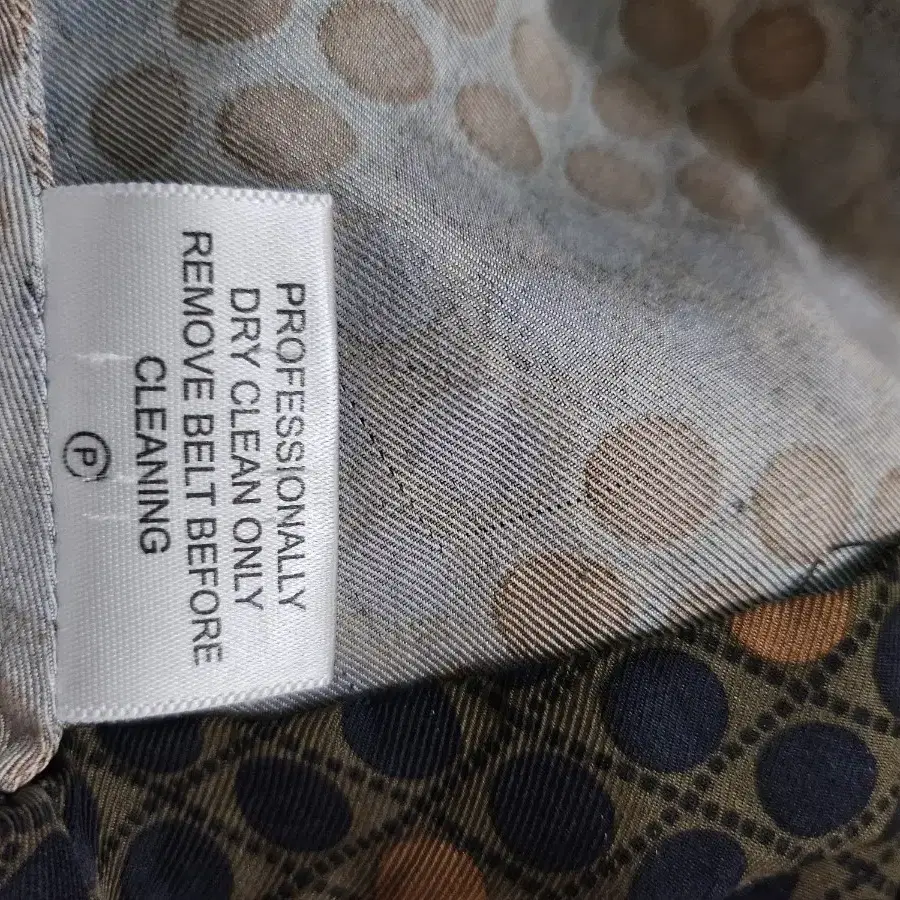 PROFESSIONALLY
DRY CLEAN ONLY
REMOVE BELT BEFORE
CLEANING
P